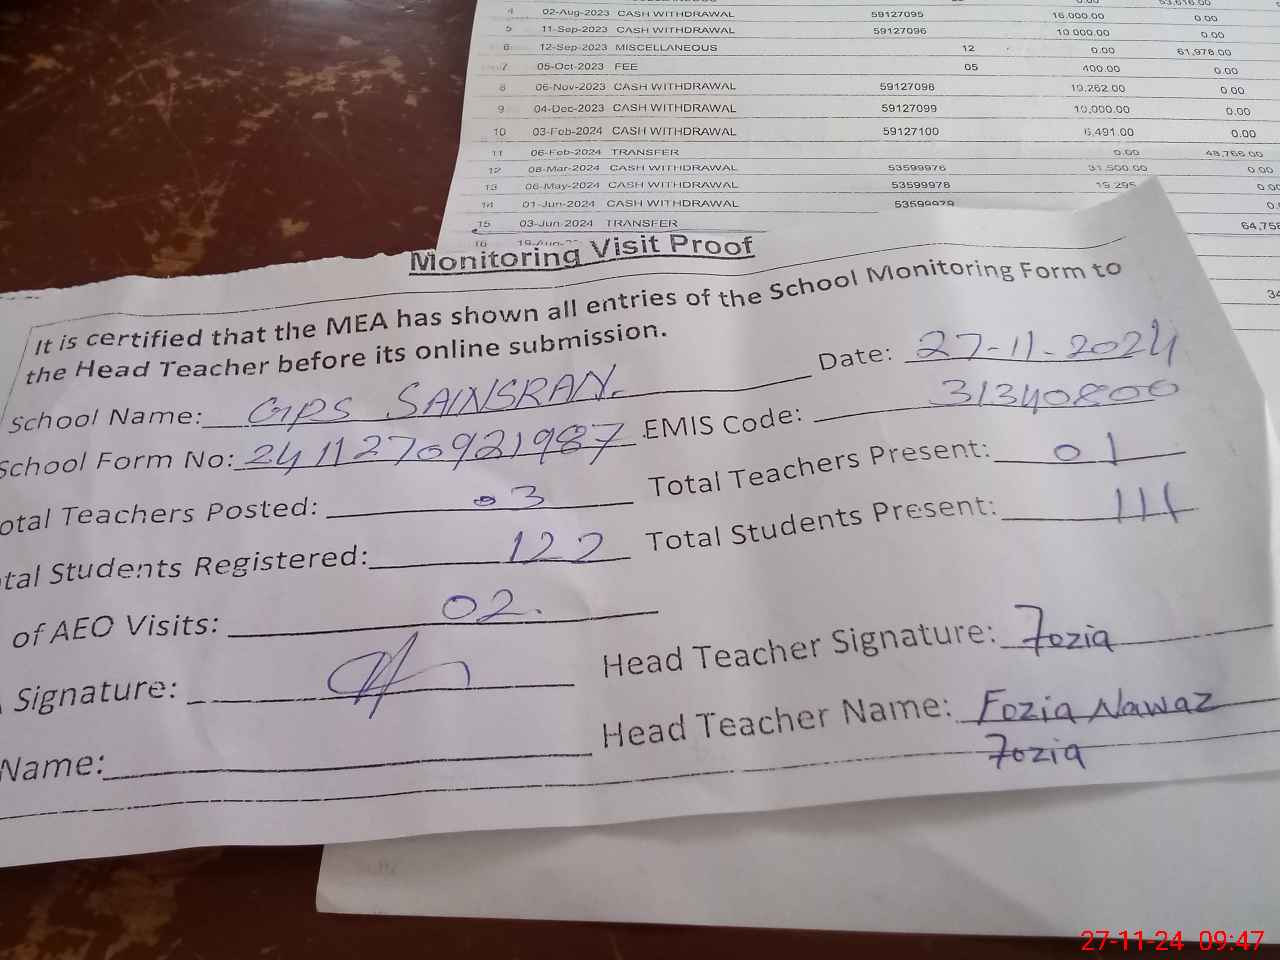 4 02-Aug-2023 CASH WITHDRAWAL 59127095 16,000.00 0.00
5 11-Sep-2023 CASH WITHDRAWAL 59127096 10,000.00 0.00
6 12-Sep-2023 MISCELLANEOUS 12 0.00 61,978.00
7 05-Oct-2023 FEE 05 400.00 0.00
8 06-Nov-2023 CASH WITHDRAWAL 59127098 10,262.00 0.00
9 04-Dec-2023 CASH WITHDRAWAL 59127099 10,000.00 0.00
10 03-Feb-2024 CASH WITHDRAWAL 59127100 6,491.00 0.00
11 06-Feb-2024 TRANSFER 0.00 48,766.00
12 08-Mar-2024 CASH WITHDRAWAL 53599976 31,500.00 0.00
13 06-May-2024 CASH WITHDRAWAL 53599978 19,295 0.00
14 01-Jun-2024 CASH WITHDRAWAL 53599979
15 03-Jun-2024 TRANSFER
16
Monitoring Visit Proof
It is certified that the MEA has shown all entries of the School Monitoring Form to
the Head Teacher before its online submission.
Date: 27-11-2024
School Name: GPS SAINSRAN.
School Form No: 2411270921987 EMIS Code: 31340800
otal Teachers Posted: 03 Total Teachers Present: 01
tal Students Registered: 122 Total Students Present: 111
of AEO Visits: 02.
Signature: Head Teacher Signature: Fozia
Name: Head Teacher Name: Fozia Nawaz
Fozia
27-11-24 09:47